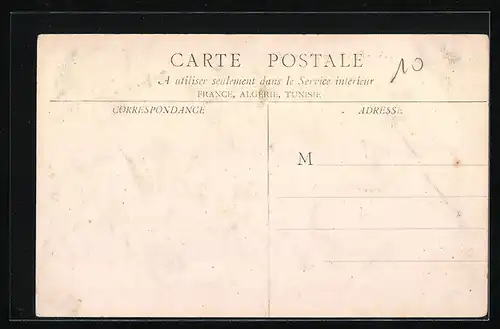 CARTE POSTALE
10
A utiliser seulement dans le Service intérieur
FRANCE, ALGÉRIE, TUNISIE
CORRESPONDANCE
ADRESSE
M